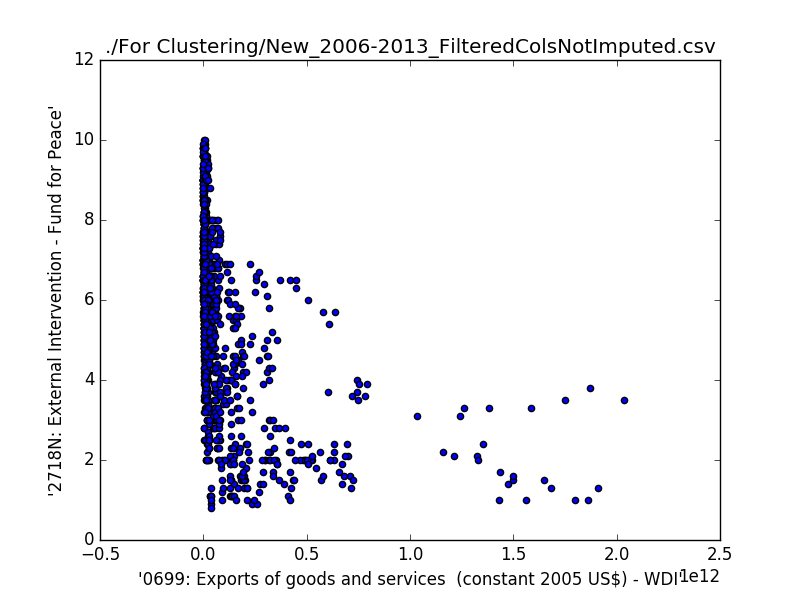 ./For Clustering/New_2006-2013_FilteredColsNotImputed.csv
12
10
8
6
4
2
0
'2718N: External Intervention - Fund for Peace'
−0.5 0.0 0.5 1.0 1.5 2.0 2.5
1e12
'0699: Exports of goods and services  (constant 2005 US$) - WDI'